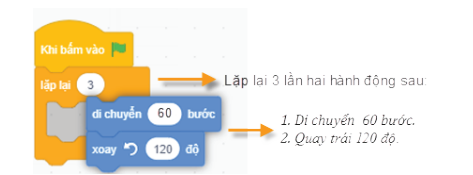 Khi bấm vào
lặp lại 3
Lặp lại 3 lần hai hành động sau:
di chuyển 60 bước
1. Di chuyển 60 bước.
xoay 120 độ
2. Quay trái 120 độ.